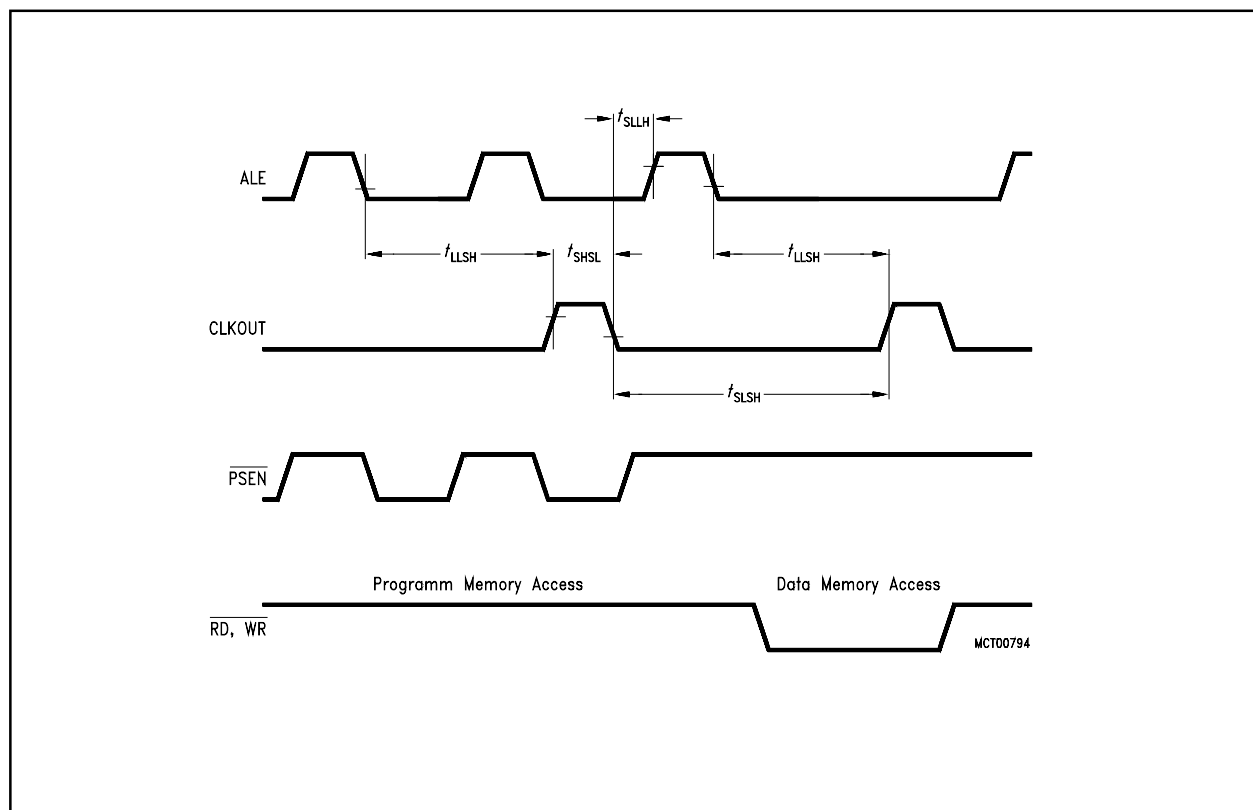 tSLLH
ALE
tLLSH
tSHSL
tLLSH
CLKOUT
tSLSH
PSEN
Programm Memory Access
Data Memory Access
RD, WR
MCT00794